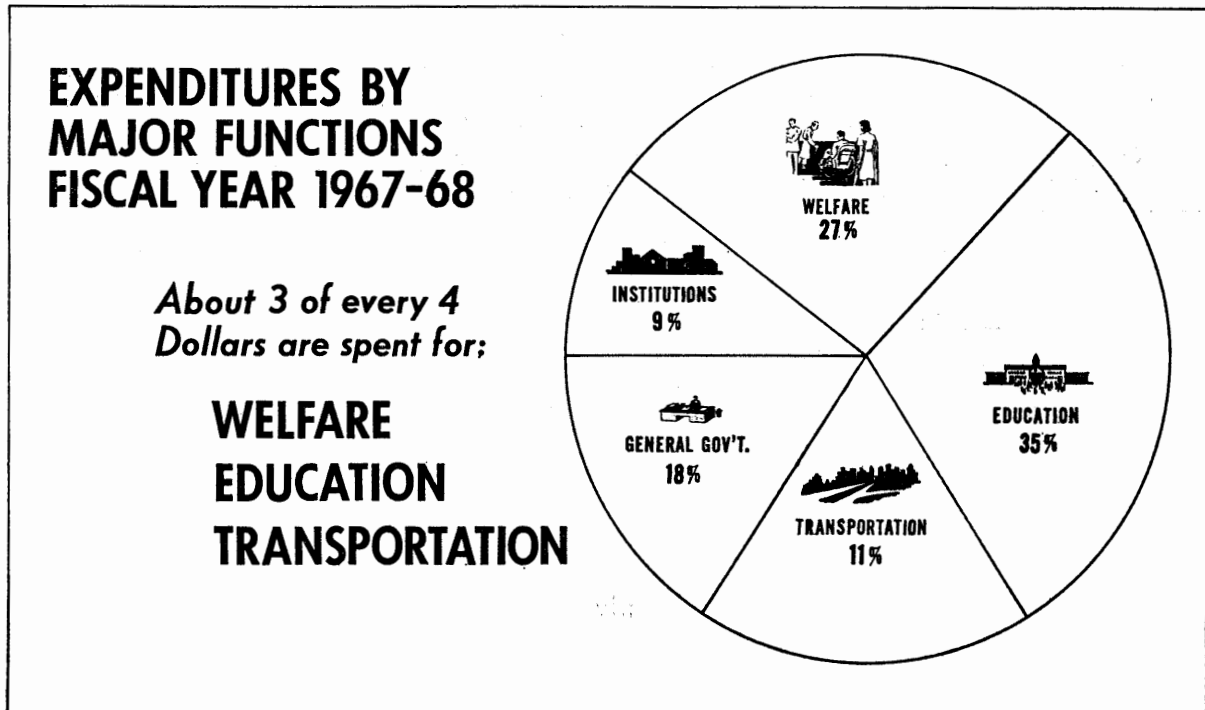 EXPENDITURES BY
MAJOR FUNCTIONS
FISCAL YEAR 1967-68
About 3 of every 4
Dollars are spent for:
WELFARE
EDUCATION
TRANSPORTATION
WELFARE
27%
INSTITUTIONS
9%
EDUCATION
35%
GENERAL GOV'T.
18%
TRANSPORTATION
11%